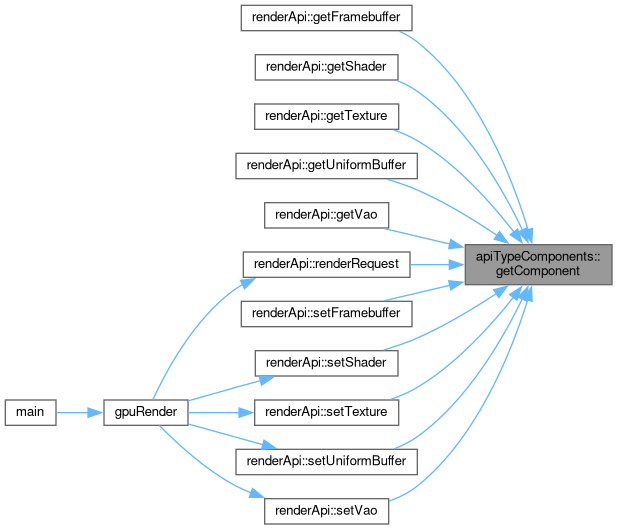 renderApi::getFramebuffer
renderApi::getShader
renderApi::getTexture
renderApi::getUniformBuffer
renderApi::getVao
apiTypeComponents::
getComponent
renderApi::renderRequest
renderApi::setFramebuffer
renderApi::setShader
main
gpuRender
renderApi::setTexture
renderApi::setUniformBuffer
renderApi::setVao